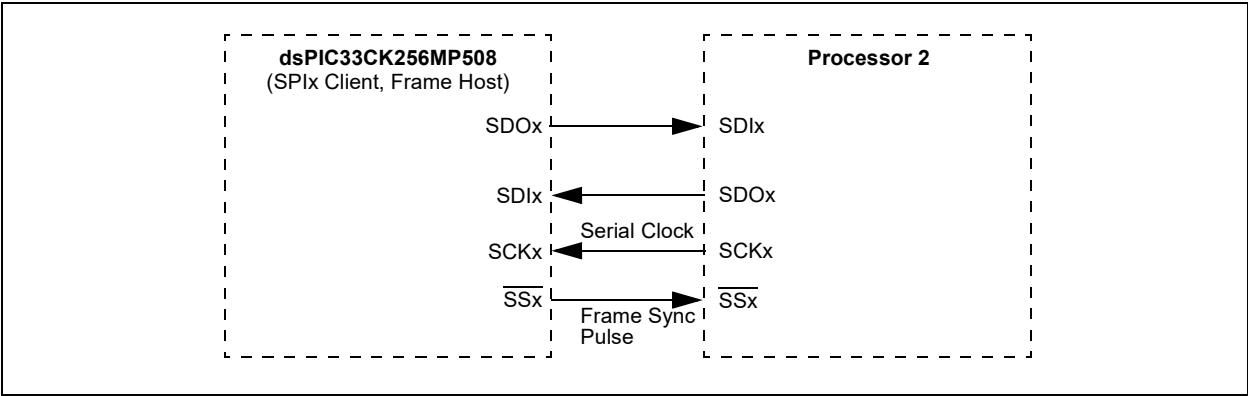 dsPIC33CK256MP508
(SPIx Client, Frame Host)
Processor 2
SDOx
SDIx
SDIx
SDOx
Serial Clock
SCKx
SCKx
SSx
SSx
Frame Sync
Pulse